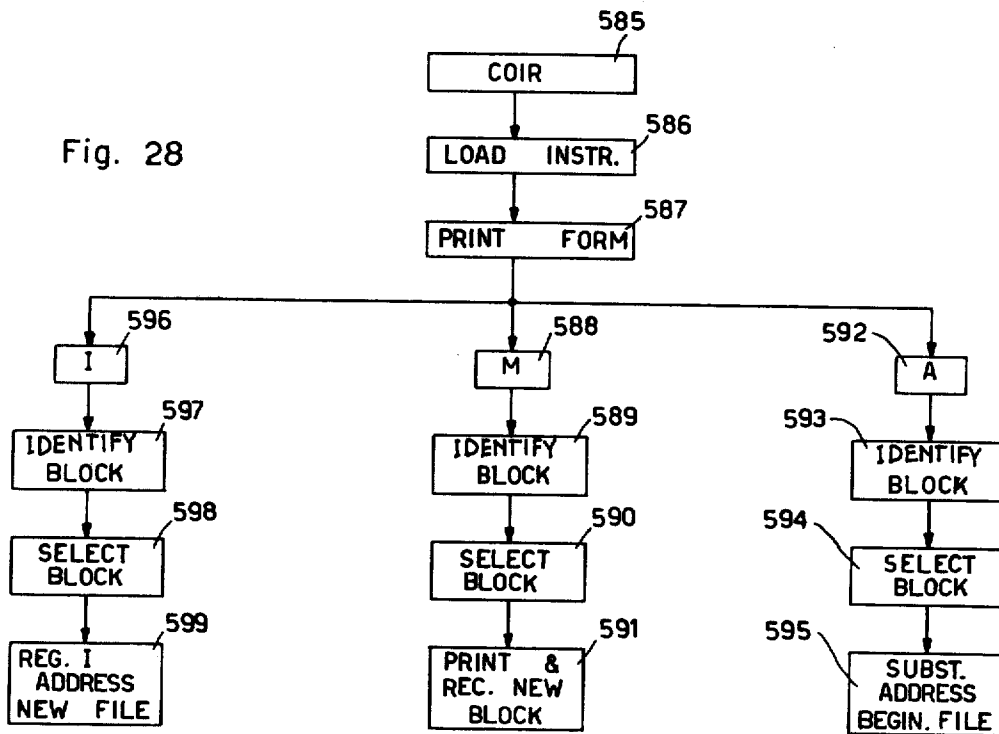 585
COIR
Fig. 28
586
LOAD INSTR.
587
PRINT FORM
596
I
588
M
592
A
597
IDENTIFY
BLOCK
589
IDENTIFY
BLOCK
593
IDENTIFY
BLOCK
598
SELECT
BLOCK
590
SELECT
BLOCK
594
SELECT
BLOCK
599
REG. I
ADDRESS
NEW FILE
591
PRINT &
REC. NEW
BLOCK
595
SUBST.
ADDRESS
BEGIN. FILE